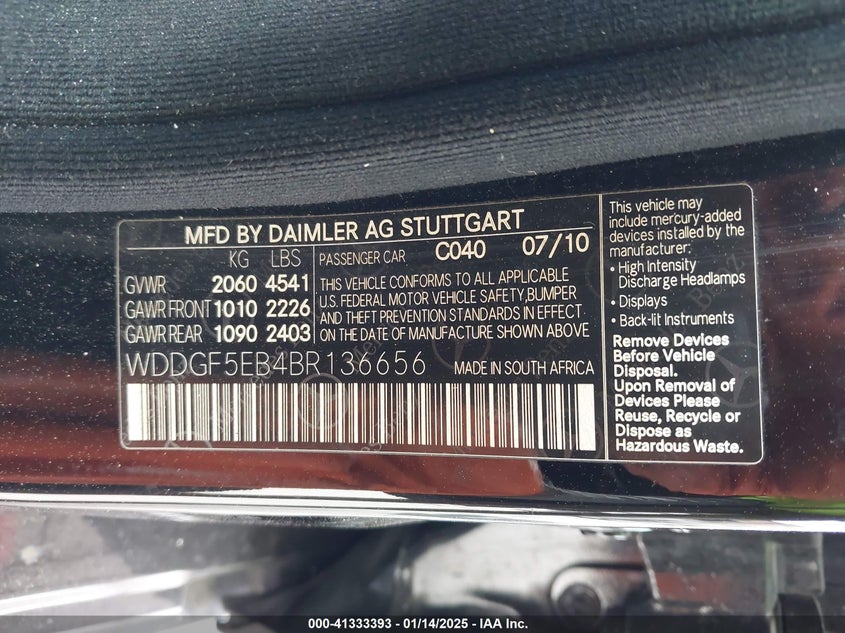 MFD BY DAIMLER AG STUTTGART
KG LBS
GVWR 2060 4541
GAWR FRONT 1010 2226
GAWR REAR 1090 2403
PASSENGER CAR C040 07/10
THIS VEHICLE CONFORMS TO ALL APPLICABLE
U.S. FEDERAL MOTOR VEHICLE SAFETY,BUMPER
AND THEFT PREVENTION STANDARDS IN EFFECT
ON THE DATE OF MANUFACTURE SHOWN ABOVE
WDDGF5EB4BR136656 MADE IN SOUTH AFRICA
This vehicle may
include mercury-added
devices installed by the
manufacturer:
• High Intensity
Discharge Headlamps
• Displays
• Back-lit Instruments
Remove Devices
Before Vehicle
Disposal.
Upon Removal of
Devices Please
Reuse, Recycle or
Dispose as
Hazardous Waste.
000-41333393 - 01/14/2025 - IAA Inc.